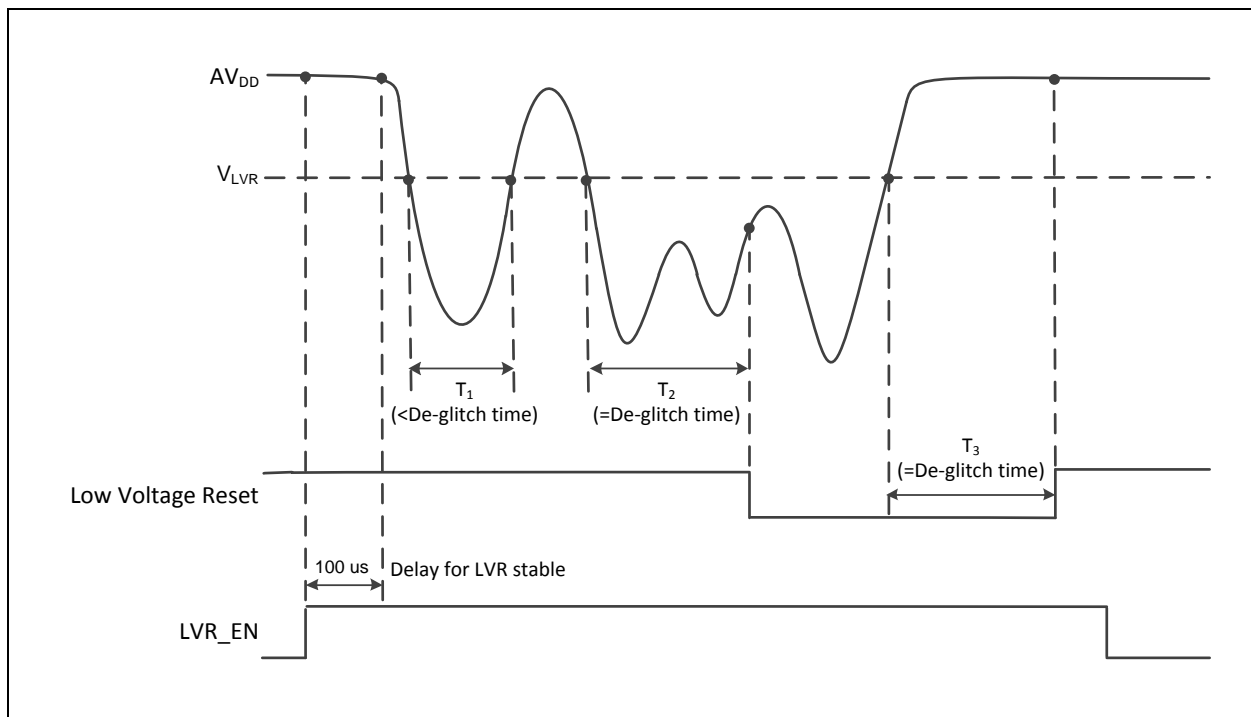 AVDD
VLVR
T1
(<De-glitch time)
T2
(=De-glitch time)
T3
(=De-glitch time)
Low Voltage Reset
100 us
Delay for LVR stable
LVR_EN